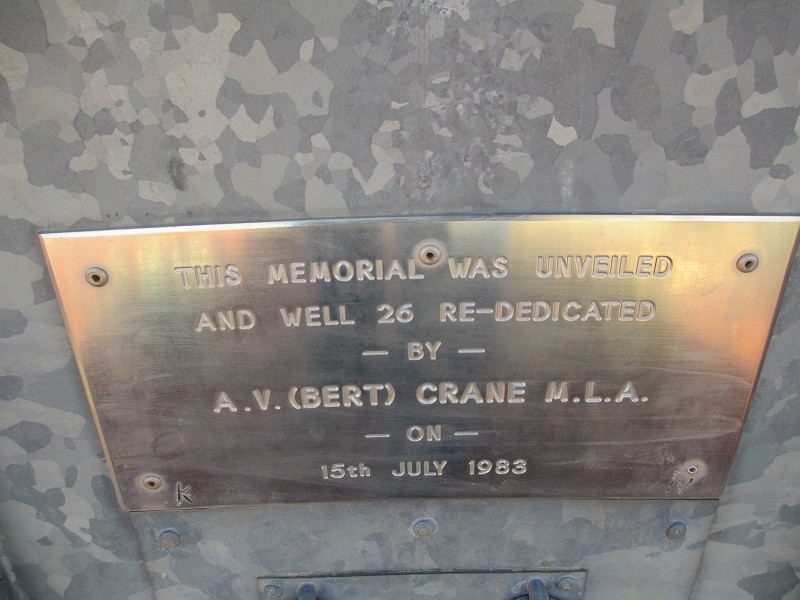 THIS MEMORIAL WAS UNVEILED
AND WELL 26 RE-DEDICATED
— BY —
A.V. (BERT) CRANE M.L.A.
— ON —
15th JULY 1983
K